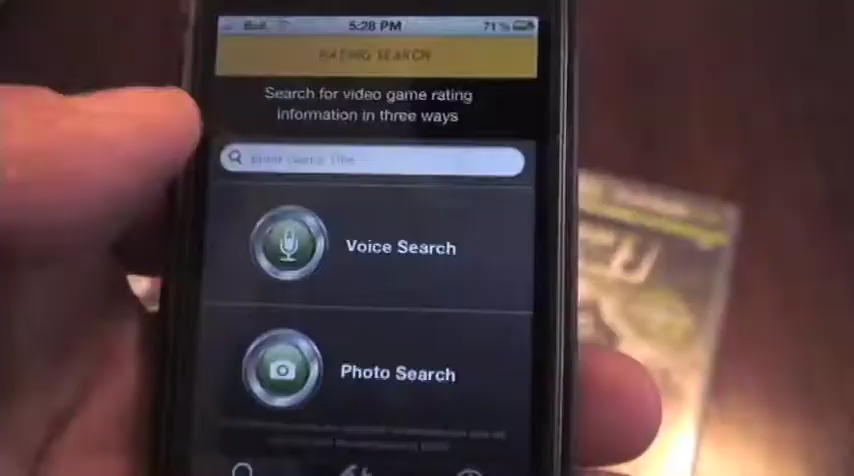 Bell 5:28 PM 71%
RATING SEARCH
Search for video game rating
information in three ways
Enter Game Title
Voice Search
Photo Search